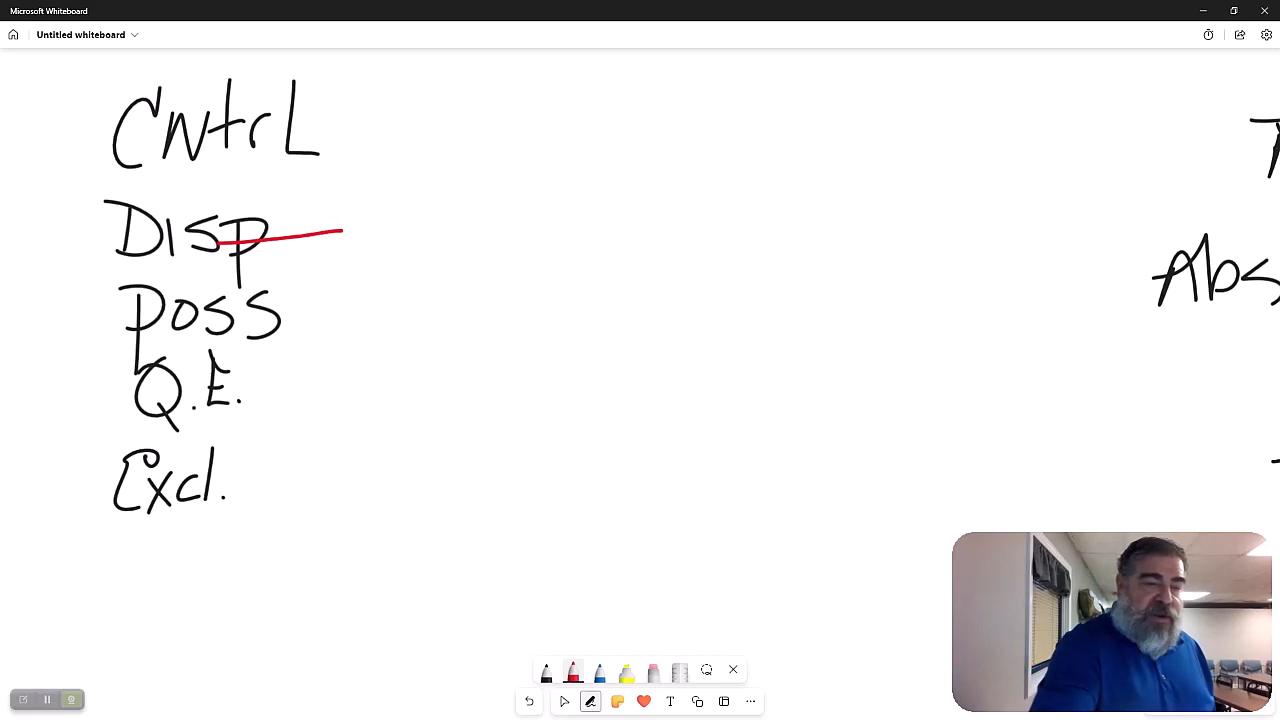 Microsoft Whiteboard
Untitled whiteboard
CNtrL
DISP
Poss
Q.E.
Excl.
Abs
T